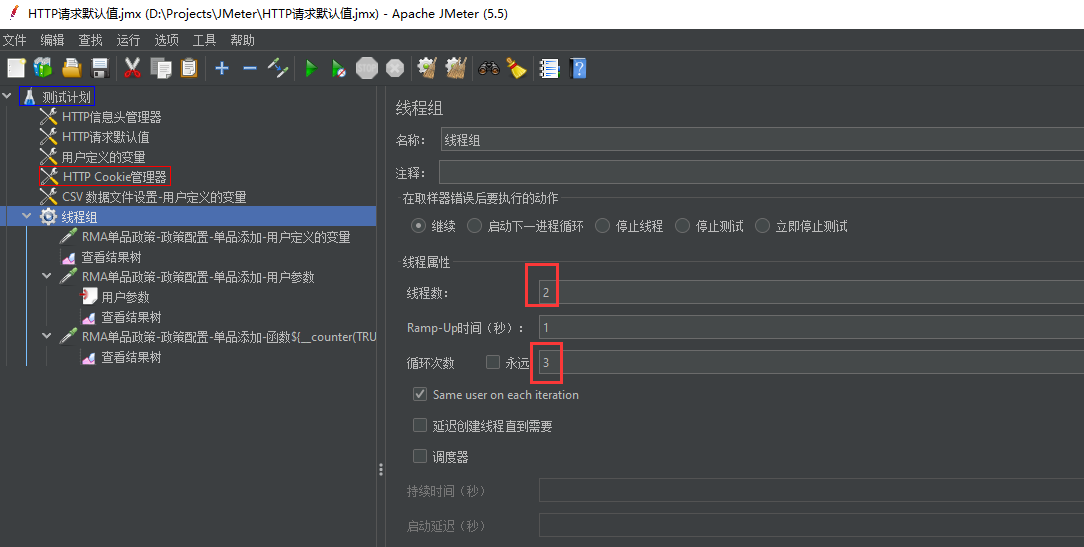 HTTP请求默认值.jmx (D:\Projects\JMeter\HTTP请求默认值.jmx) - Apache JMeter (5.5)
文件 编辑 查找 运行 选项 工具 帮助
STOP
?
测试计划
HTTP信息头管理器
HTTP请求默认值
用户定义的变量
HTTP Cookie管理器
CSV 数据文件设置-用户定义的变量
线程组
RMA单品政策-政策配置-单品添加-用户定义的变量
查看结果树
RMA单品政策-政策配置-单品添加-用户参数
用户参数
查看结果树
RMA单品政策-政策配置-单品添加-函数${__counter(TRU
查看结果树
线程组
名称: 线程组
注释:
在取样器错误后要执行的动作
继续 启动下一进程循环 停止线程 停止测试 立即停止测试
线程属性
线程数: 2
Ramp-Up时间（秒）: 1
循环次数 永远 3
Same user on each iteration
延迟创建线程直到需要
调度器
持续时间（秒）
启动延迟（秒）